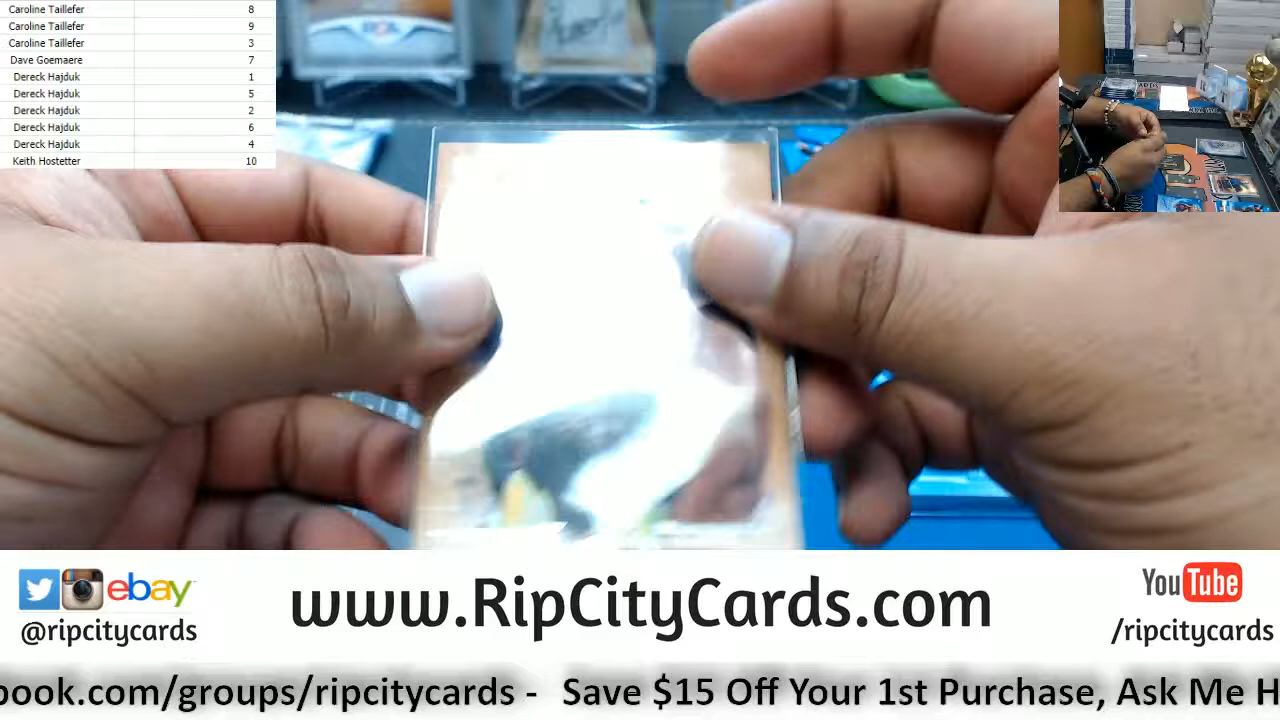 Caroline Taillefer 8
Caroline Taillefer 9
Caroline Taillefer 3
Dave Goemaere 7
Dereck Hajduk 1
Dereck Hajduk 5
Dereck Hajduk 2
Dereck Hajduk 6
Dereck Hajduk 4
Keith Hostetter 10
ebay
@ripcitycards
www.RipCityCards.com
YouTube
/ripcitycards
book.com/groups/ripcitycards - Save $15 Off Your 1st Purchase, Ask Me H